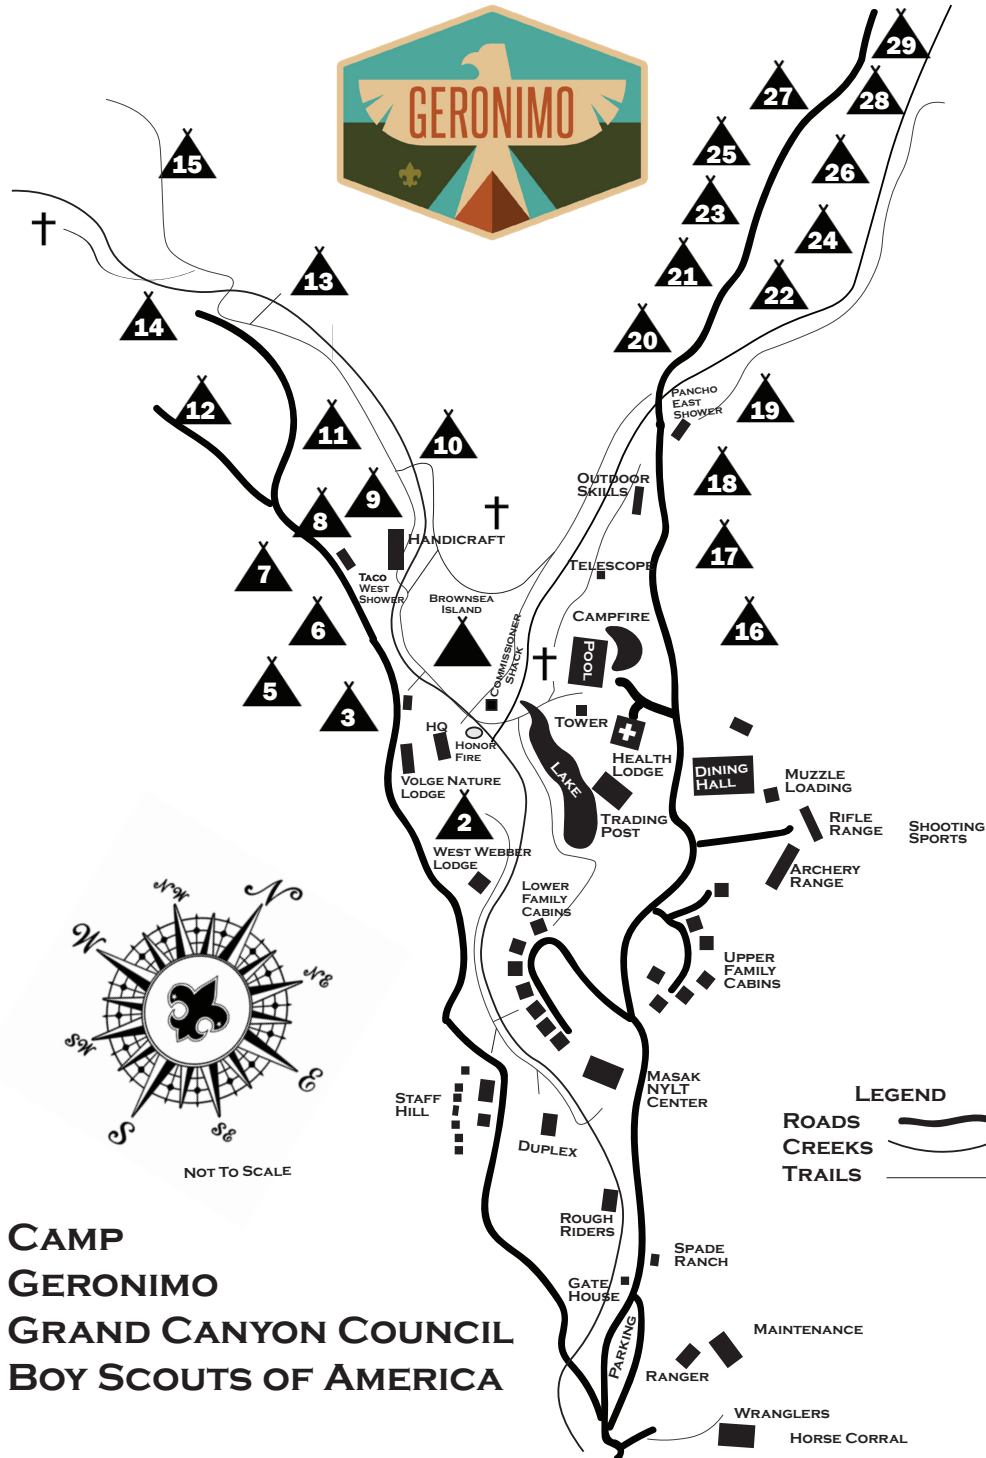 GERONIMO
29
27
28
25
26
15
23
24
21
22
13
14
20
PANCHO
EAST
SHOWER
19
12
11
10
18
OUTDOOR
SKILLS
9
8
HANDICRAFT
17
7
TACO
WEST
SHOWER
TELESCOPE
BROWNSEA
ISLAND
6
COMMISSIONER
SHACK
CAMPFIRE
POOL
16
5
3
HQ
HONOR
FIRE
TOWER
HEALTH
LODGE
LAKE
DINING
HALL
MUZZLE
LOADING
VOLGE NATURE
LODGE
2
TRADING
POST
RIFLE
RANGE
SHOOTING
SPORTS
WEST WEBBER
LODGE
ARCHERY
RANGE
LOWER
FAMILY
CABINS
UPPER
FAMILY
CABINS
NNW
N
W
NE
SWS
E
S
SE
NOT TO SCALE
STAFF
HILL
MASAK
NYLT
CENTER
DUPLEX
LEGEND
ROADS
CREEKS
TRAILS
ROUGH
RIDERS
SPADE
RANCH
GATE
HOUSE
PARKING
MAINTENANCE
RANGER
WRANGLERS
HORSE CORRAL
CAMP
GERONIMO
GRAND CANYON COUNCIL
BOY SCOUTS OF AMERICA